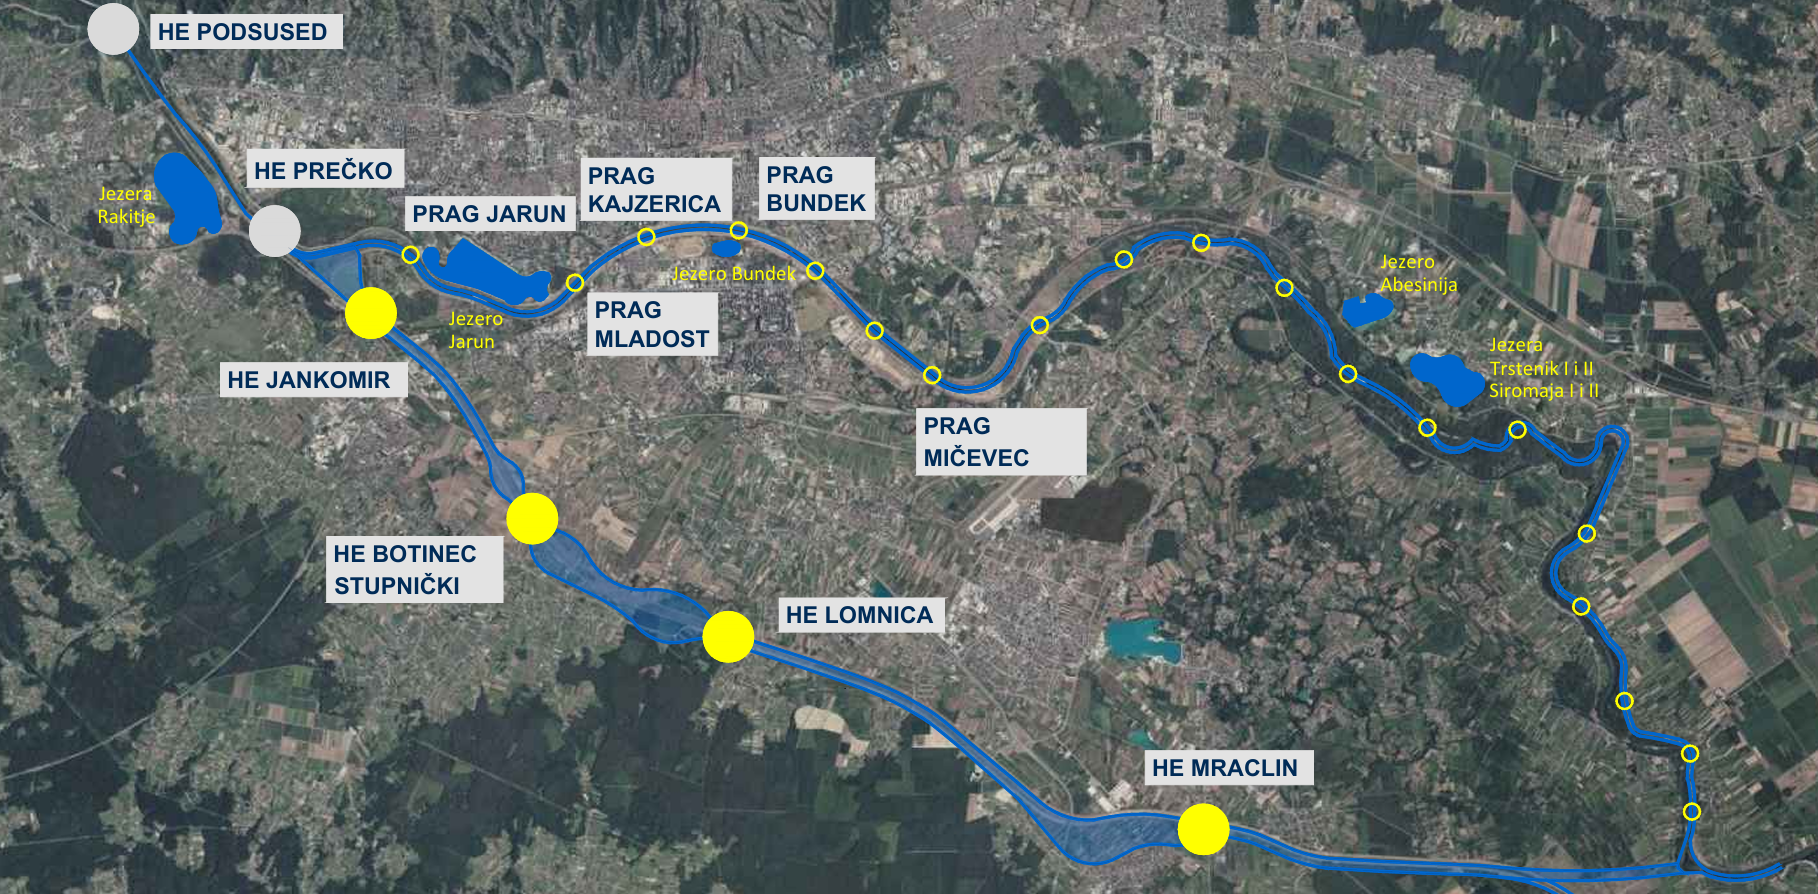 HE PODSUSED
HE PREČKO
Jezera
Rakitje
PRAG JARUN
PRAG
KAJZERICA
PRAG
BUNDEK
Jezero Bundek
Jezero
Jarun
PRAG
MLADOST
HE JANKOMIR
Jezero
Abesinija
Jezera
Trstenik I i II
Siromaja I i II
PRAG
MIČEVEC
HE BOTINEC
STUPNIČKI
HE LOMNICA
HE MRACLIN